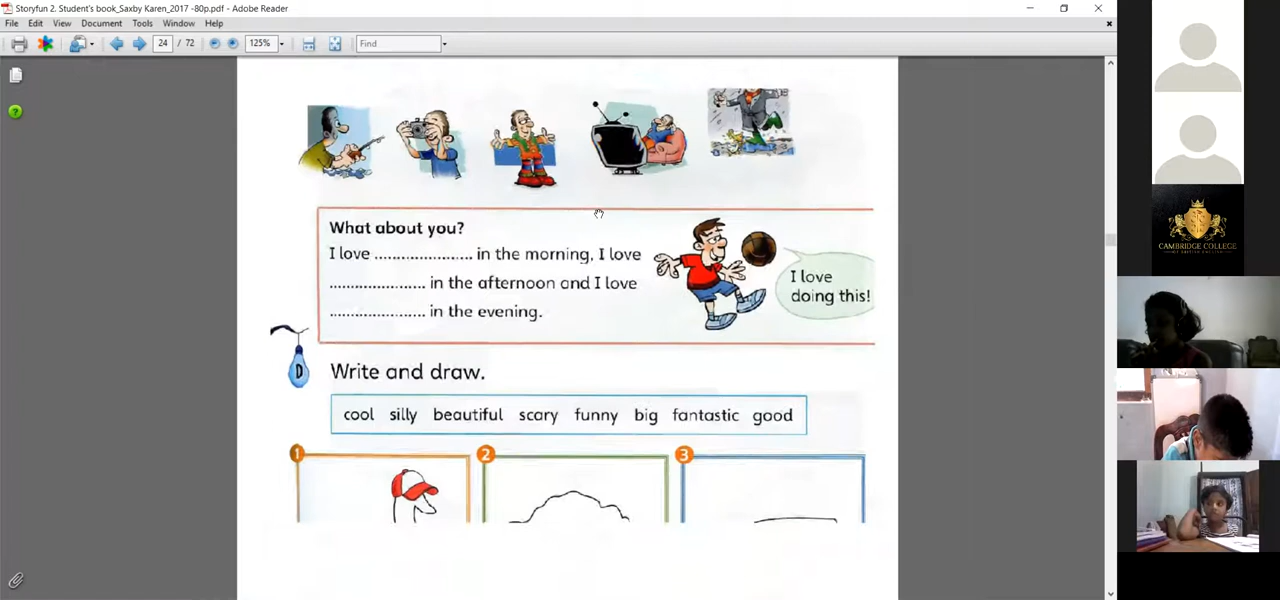 Storyfun 2. Student's book_Saxby Karen_2017 -80p.pdf - Adobe Reader
File Edit View Document Tools Window Help
24 / 72 125% Find
What about you?
I love ...................... in the morning, I love
...................... in the afternoon and I love
...................... in the evening.
I love
doing this!
D Write and draw.
cool silly beautiful scary funny big fantastic good
1 2 3
CAMBRIDGE COLLEGE